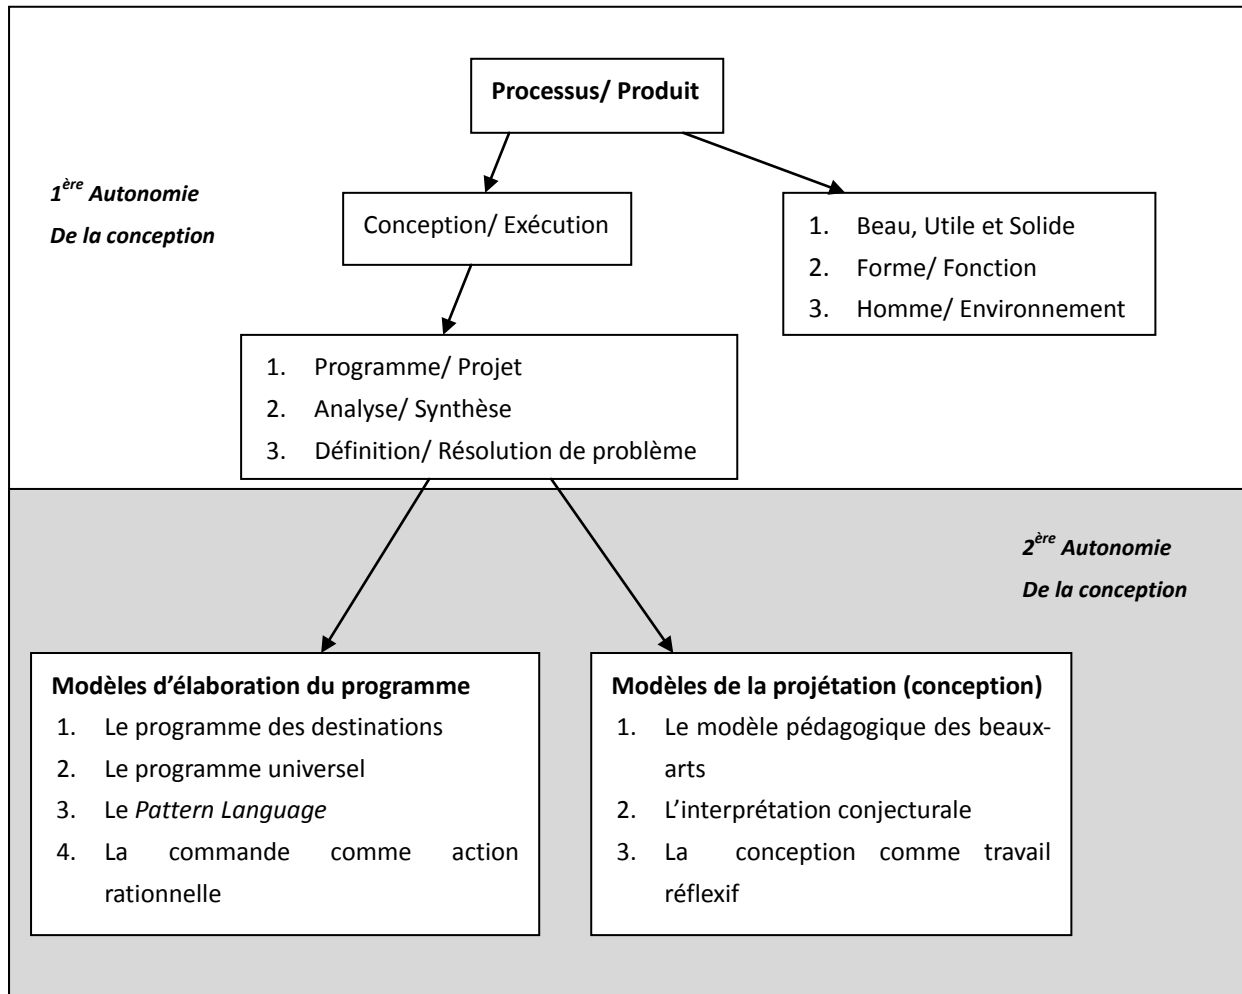 Processus/ Produit
1ère Autonomie
De la conception
Conception/ Exécution
1. Beau, Utile et Solide
2. Forme/ Fonction
3. Homme/ Environnement
1. Programme/ Projet
2. Analyse/ Synthèse
3. Définition/ Résolution de problème
2ère Autonomie
De la conception
Modèles d’élaboration du programme
1. Le programme des destinations
2. Le programme universel
3. Le Pattern Language
4. La commande comme action
rationnelle
Modèles de la projétation (conception)
1. Le modèle pédagogique des beaux-
arts
2. L’interprétation conjecturale
3. La conception comme travail
réflexif